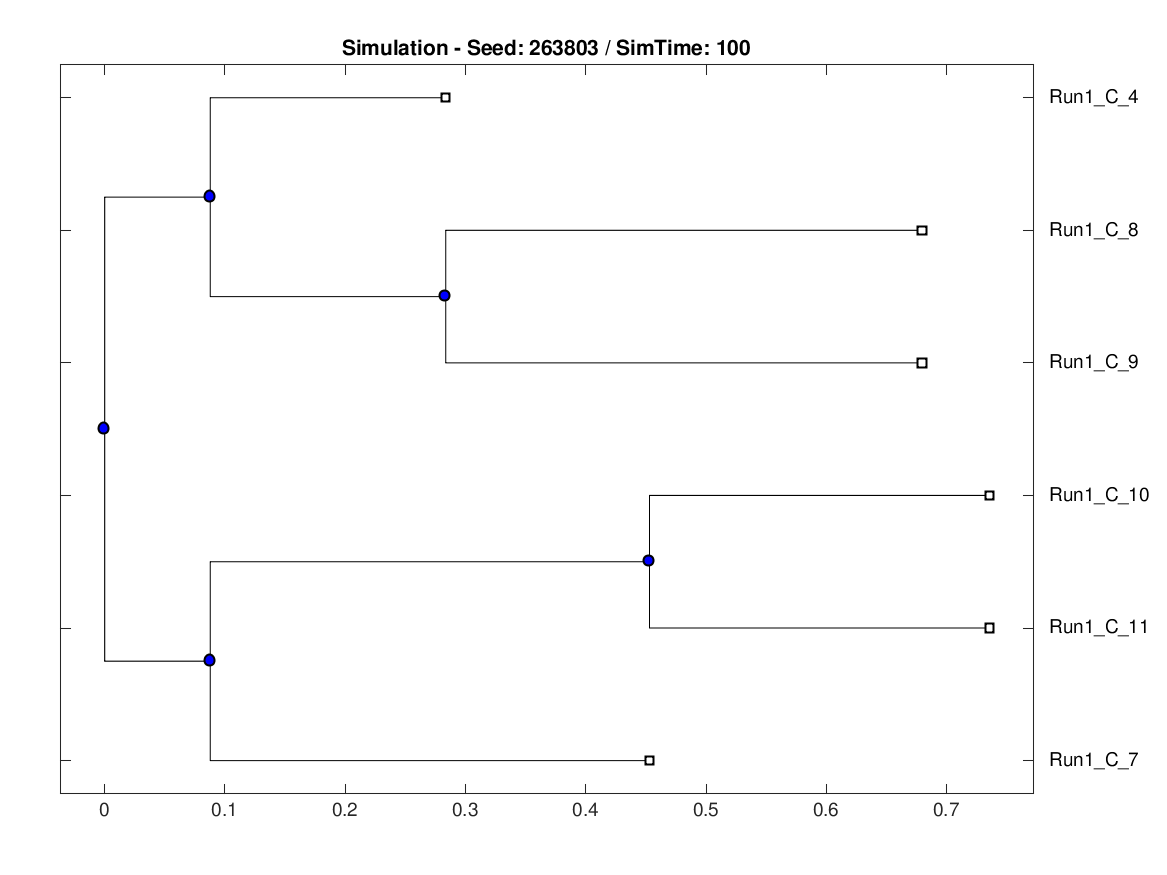 Simulation - Seed: 263803 / SimTime: 100
Run1_C_4
Run1_C_8
Run1_C_9
Run1_C_10
Run1_C_11
Run1_C_7
0 0.1 0.2 0.3 0.4 0.5 0.6 0.7